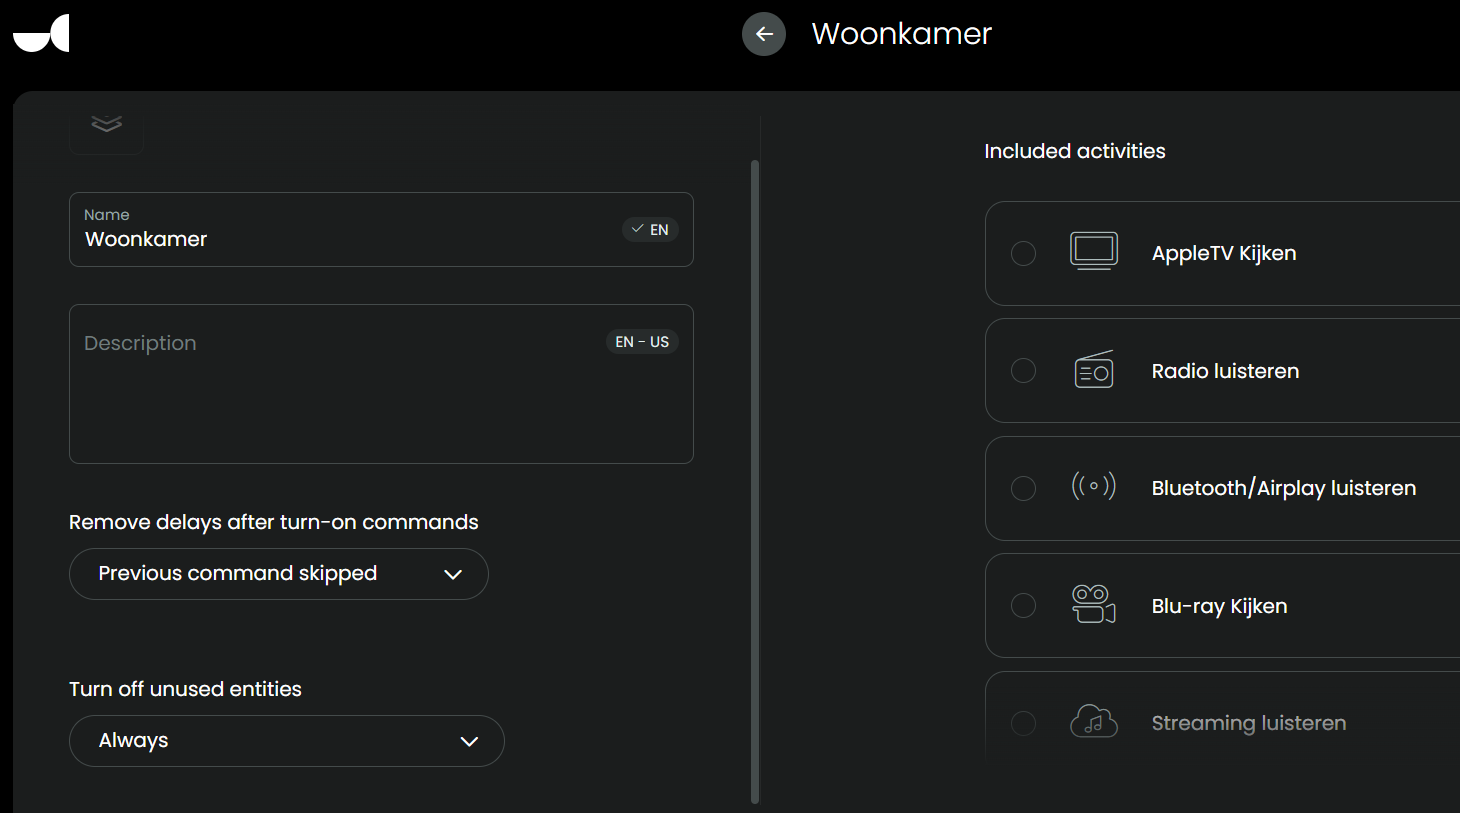 Woonkamer
Name
Woonkamer
EN
Description
EN - US
Remove delays after turn-on commands
Previous command skipped
Turn off unused entities
Always
Included activities
AppleTV Kijken
Radio luisteren
Bluetooth/Airplay luisteren
Blu-ray Kijken
Streaming luisteren